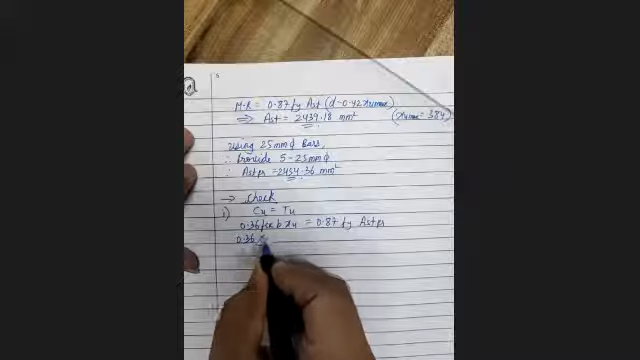 M.R = 0.87 fy Ast (d-0.42 xumax)
⇒ Ast = 2439.18 mm² (xumax = 384)
Using 25mm φ Bars,
∴ Provide 5-25mm φ
∴ Astpr = 2454.36 mm²
→ Check
i) Cu = Tu
0.36 fck b xu = 0.87 fy Astpr
0.36